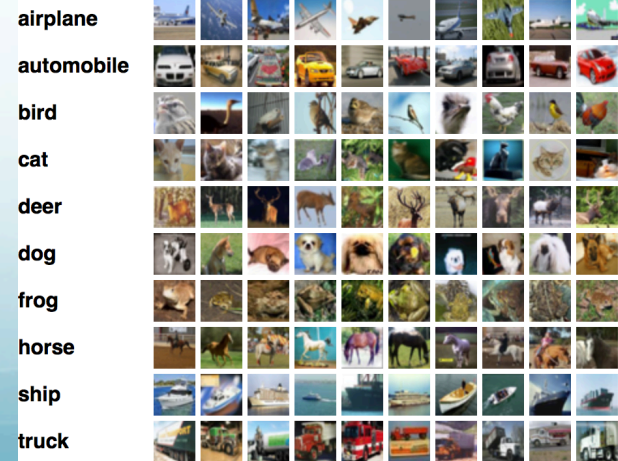 airplane
automobile
bird
cat
deer
dog
frog
horse
ship
truck